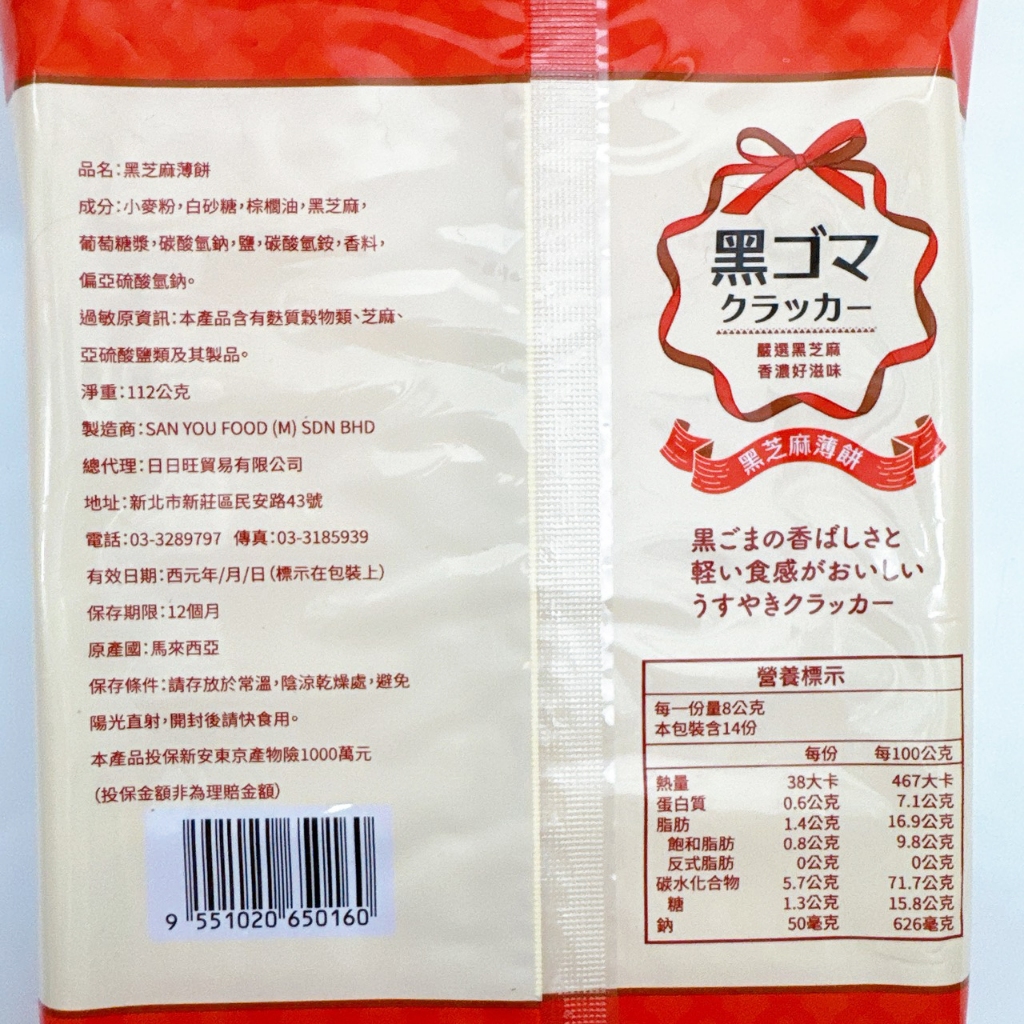 品名:黑芝麻薄餅
成分:小麥粉,白砂糖,棕櫚油,黑芝麻,
葡萄糖漿,碳酸氫鈉,鹽,碳酸氫銨,香料,
偏亞硫酸氫鈉。
過敏原資訊:本產品含有麩質穀物類、芝麻、
亞硫酸鹽類及其製品。
淨重:112公克
製造商:SAN YOU FOOD (M) SDN BHD
總代理:日日旺貿易有限公司
地址:新北市新莊區民安路43號
電話:03-3289797 傳真:03-3185939
有效日期:西元年/月/日(標示在包裝上)
保存期限:12個月
原產國:馬來西亞
保存條件:請存放於常溫,陰涼乾燥處,避免
陽光直射,開封後請快食用。
本產品投保新安東京產物險1000萬元
(投保金額非為理賠金額)
9 551020 650160
黑ゴマ
クラッカー
嚴選黑芝麻
香濃好滋味
黑芝麻薄餅
黒ごまの香ばしさと
軽い食感がおいしい
うすやきクラッカー
營養標示
每一份量8公克
本包裝含14份
每份 每100公克
熱量 38大卡 467大卡
蛋白質 0.6公克 7.1公克
脂肪 1.4公克 16.9公克
飽和脂肪 0.8公克 9.8公克
反式脂肪 0公克 0公克
碳水化合物 5.7公克 71.7公克
糖 1.3公克 15.8公克
鈉 50毫克 626毫克